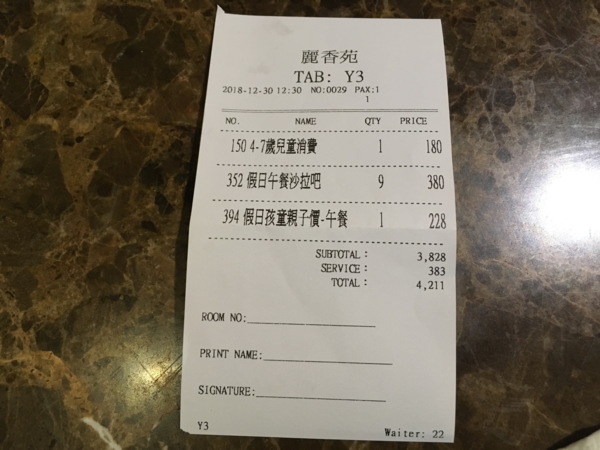 麗香苑
TAB: Y3
2018-12-30 12:30 NO:0029 PAX:1
1
NO. NAME QTY PRICE
150 4-7歲兒童消費 1 180
352 假日午餐沙拉吧 9 380
394 假日孩童親子價-午餐 1 228
SUBTOTAL: 3,828
SERVICE: 383
TOTAL: 4,211
ROOM NO:
PRINT NAME:
SIGNATURE:
Y3 Waiter: 22